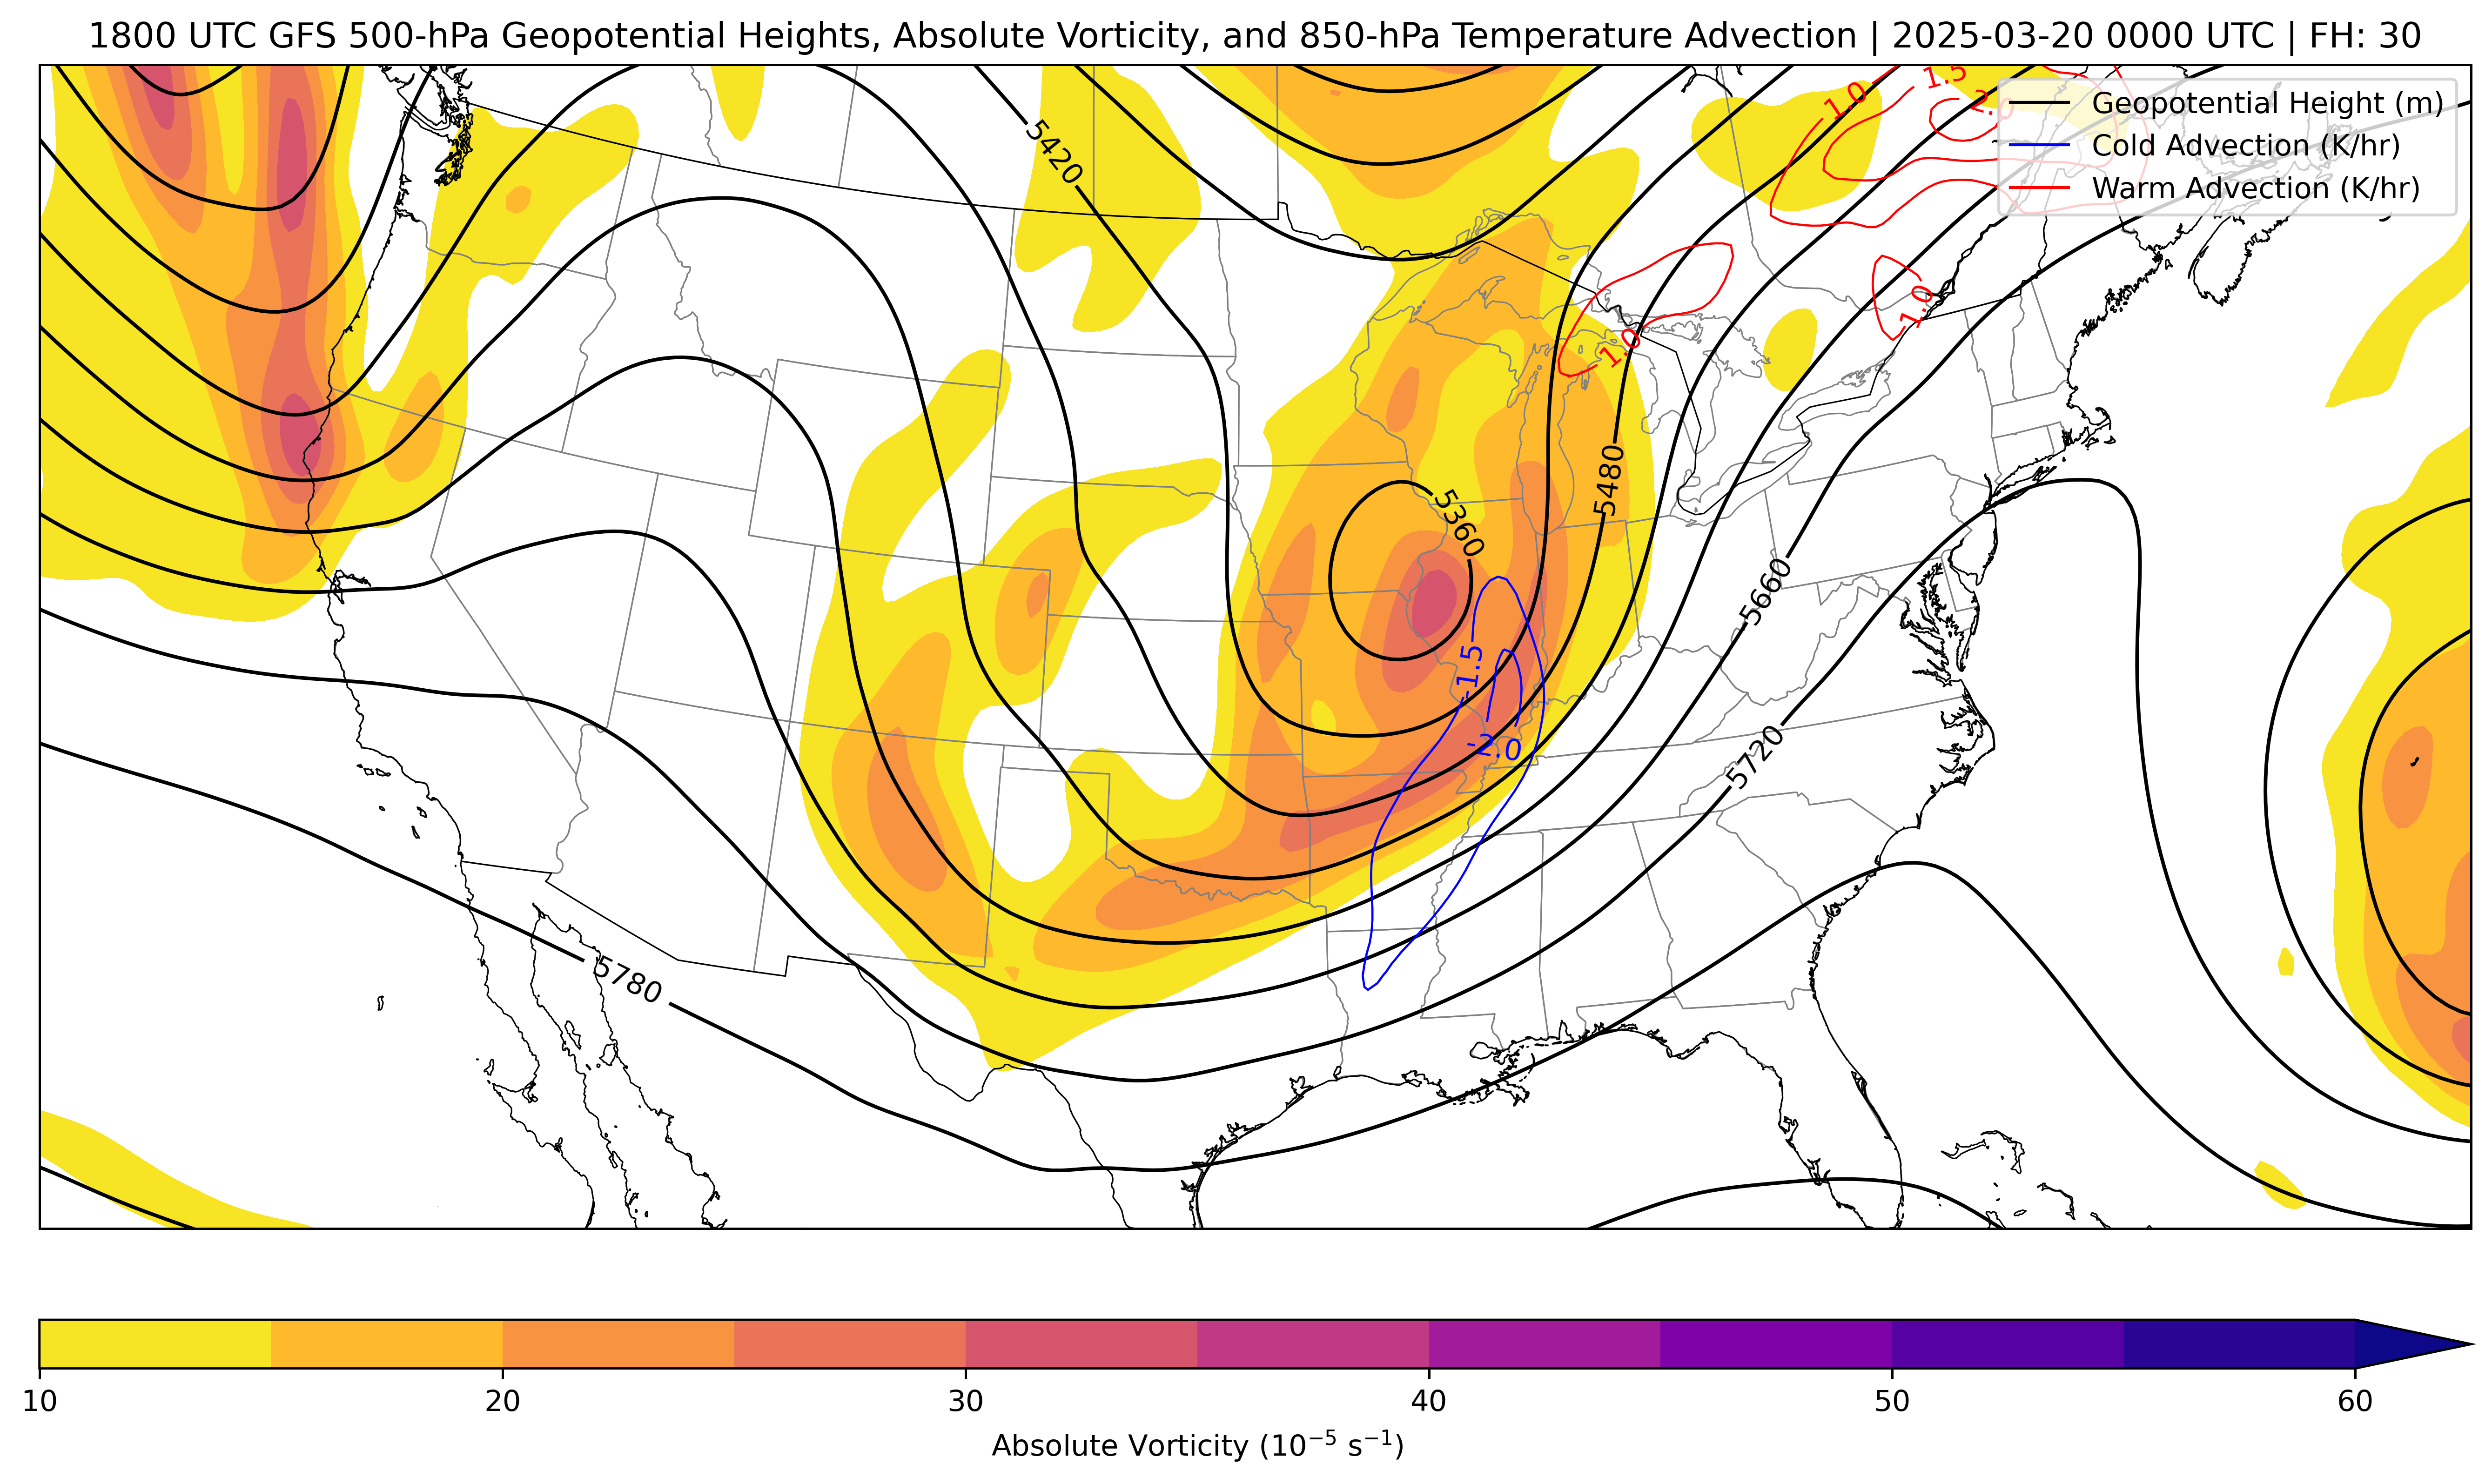 1800 UTC GFS 500-hPa Geopotential Heights, Absolute Vorticity, and 850-hPa Temperature Advection | 2025-03-20 0000 UTC | FH: 30
Geopotential Height (m)
Cold Advection (K/hr)
Warm Advection (K/hr)
1.0
1.5
2.0
5420
1.0
1.0
5480
5360
5660
-1.5
-2.0
5720
5780
10 20 30 40 50 60
Absolute Vorticity (10⁻⁵ s⁻¹)